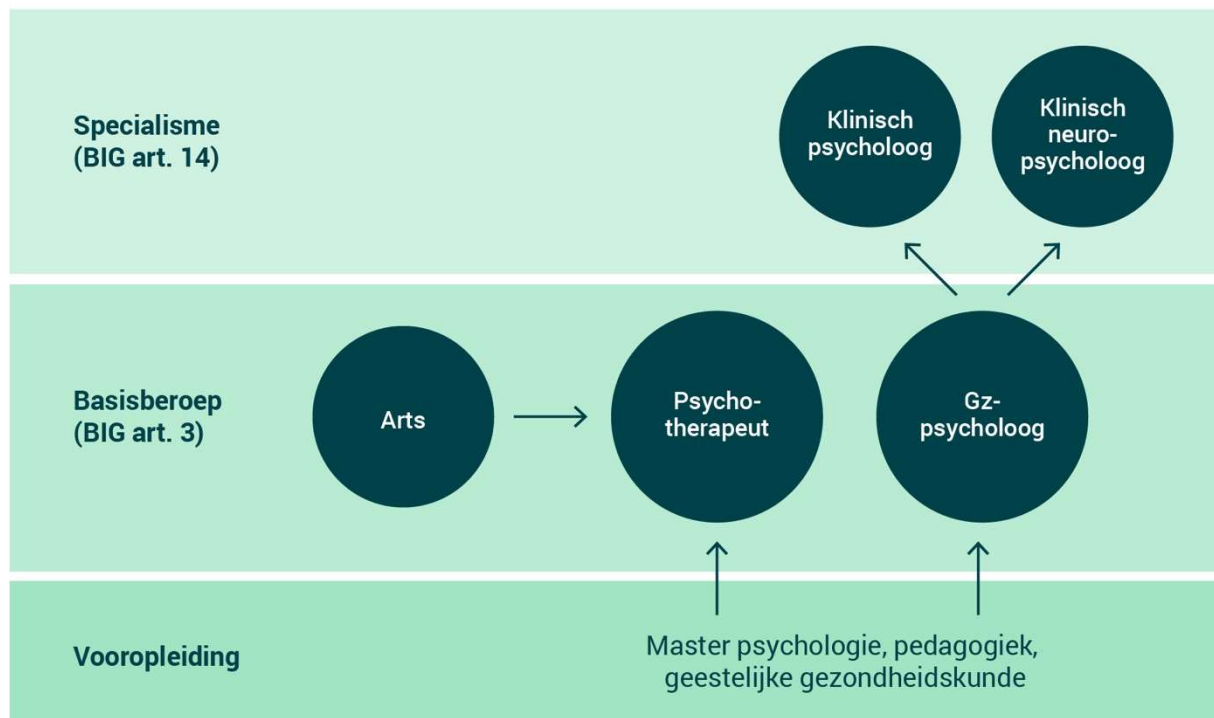 Specialisme
(BIG art. 14)
Klinisch
psycholoog
Klinisch
neuro-
psycholoog
Basisberoep
(BIG art. 3)
Arts
Psycho-
therapeut
Gz-
psycholoog
Vooropleiding
Master psychologie, pedagogiek,
geestelijke gezondheidskunde